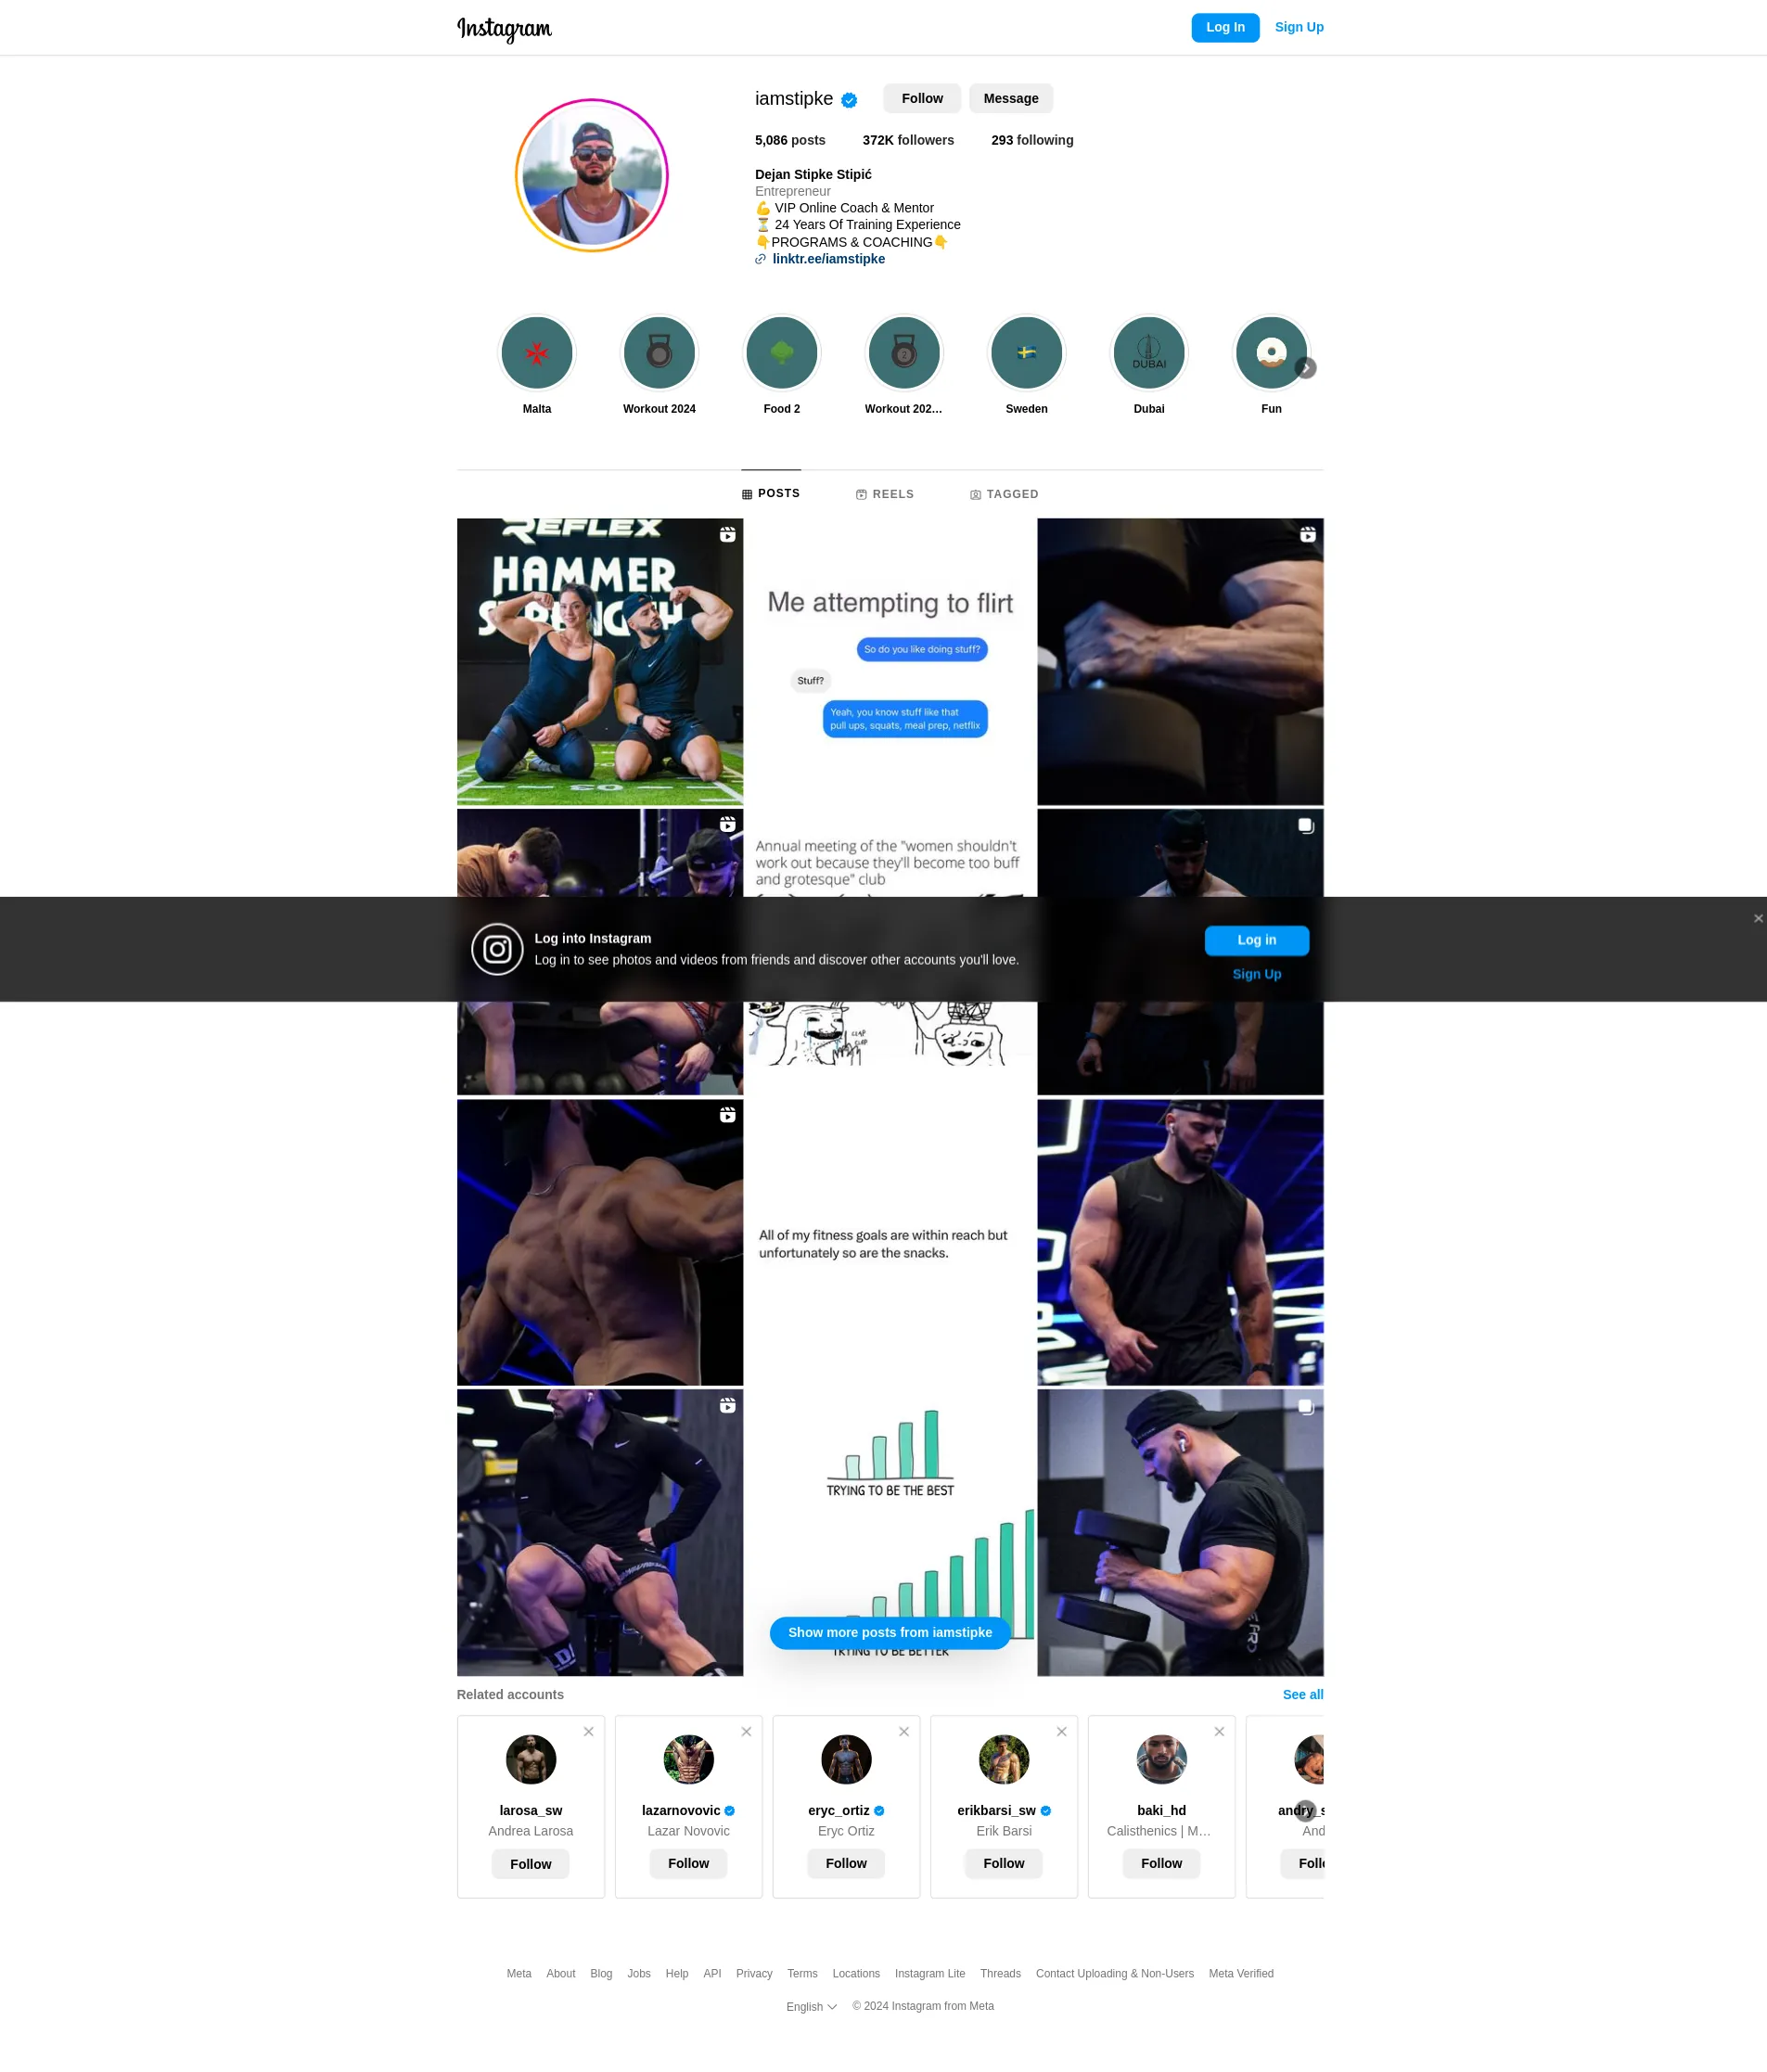 Instagram
Log In
Sign Up
iamstipke
Follow
Message
5,086 posts
372K followers
293 following
Dejan Stipke Stipić
Entrepreneur
💪 VIP Online Coach & Mentor
⏳ 24 Years Of Training Experience
👇PROGRAMS & COACHING👇
linktr.ee/iamstipke
2
DUBAI
Malta
Workout 2024
Food 2
Workout 202…
Sweden
Dubai
Fun
POSTS
REELS
TAGGED
REFLEX
HAMMER
STRENGTH
Me attempting to flirt
So do you like doing stuff?
Stuff?
Yeah, you know stuff like that
pull ups, squats, meal prep, netflix
Annual meeting of the "women shouldn't
work out because they'll become too buff
and grotesque" club
Log into Instagram
Log in to see photos and videos from friends and discover other accounts you'll love.
Log in
Sign Up
CLAP
CLAP
All of my fitness goals are within reach but
unfortunately so are the snacks.
TRYING TO BE THE BEST
Show more posts from iamstipke
TRYING TO BE BETTER
Related accounts
See all
larosa_sw
Andrea Larosa
Follow
lazarnovovic
Lazar Novovic
Follow
eryc_ortiz
Eryc Ortiz
Follow
erikbarsi_sw
Erik Barsi
Follow
baki_hd
Calisthenics | M…
Follow
andry_s
And
Follo
Meta
About
Blog
Jobs
Help
API
Privacy
Terms
Locations
Instagram Lite
Threads
Contact Uploading & Non-Users
Meta Verified
English
© 2024 Instagram from Meta